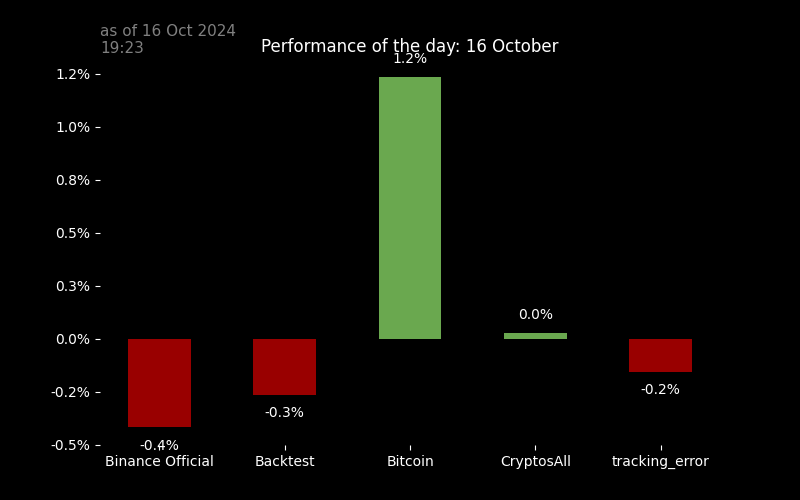 as of 16 Oct 2024
19:23
Performance of the day: 16 October
1.2%
1.2%
1.0%
0.8%
0.5%
0.3%
0.0%
-0.2%
-0.5%
0.0%
-0.2%
-0.3%
-0.4%
Binance Official
Backtest
Bitcoin
CryptosAll
tracking_error